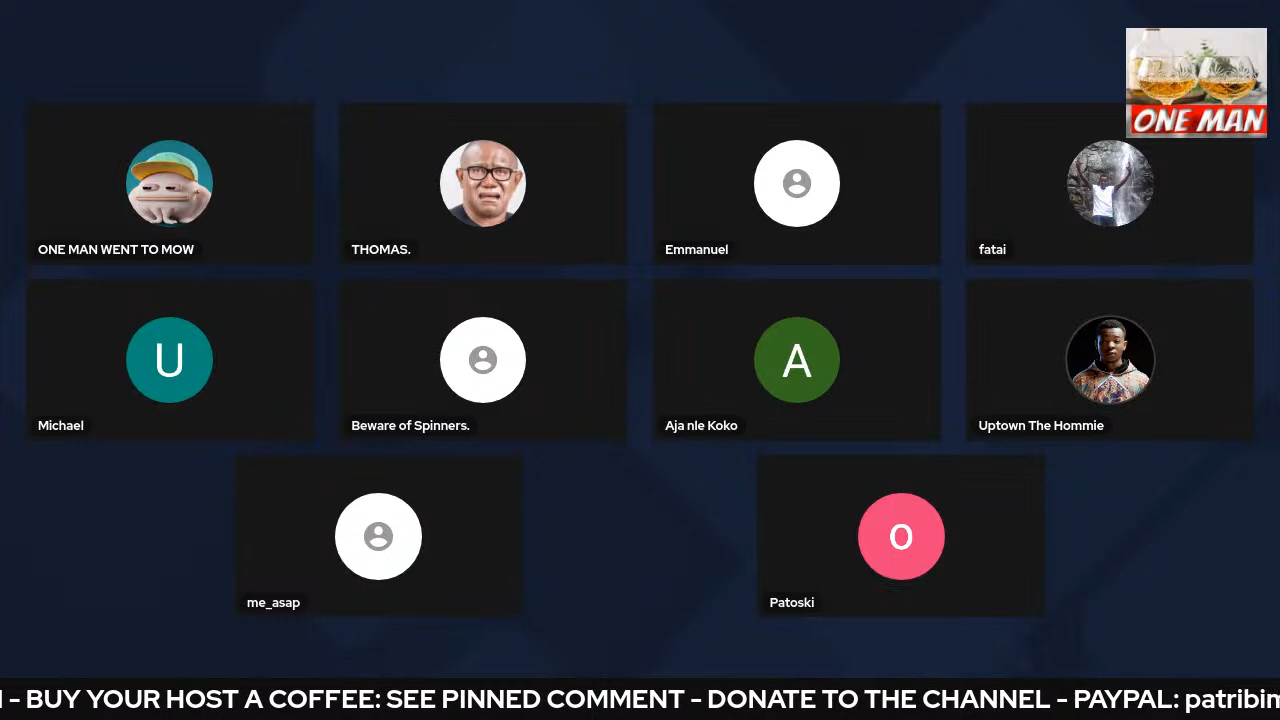 ONE MAN
ONE MAN WENT TO MOW
THOMAS.
Emmanuel
fatai
U
Michael
Beware of Spinners.
A
Aja nle Koko
Uptown The Hommie
me_asap
o
Patoski
- BUY YOUR HOST A COFFEE: SEE PINNED COMMENT - DONATE TO THE CHANNEL - PAYPAL: